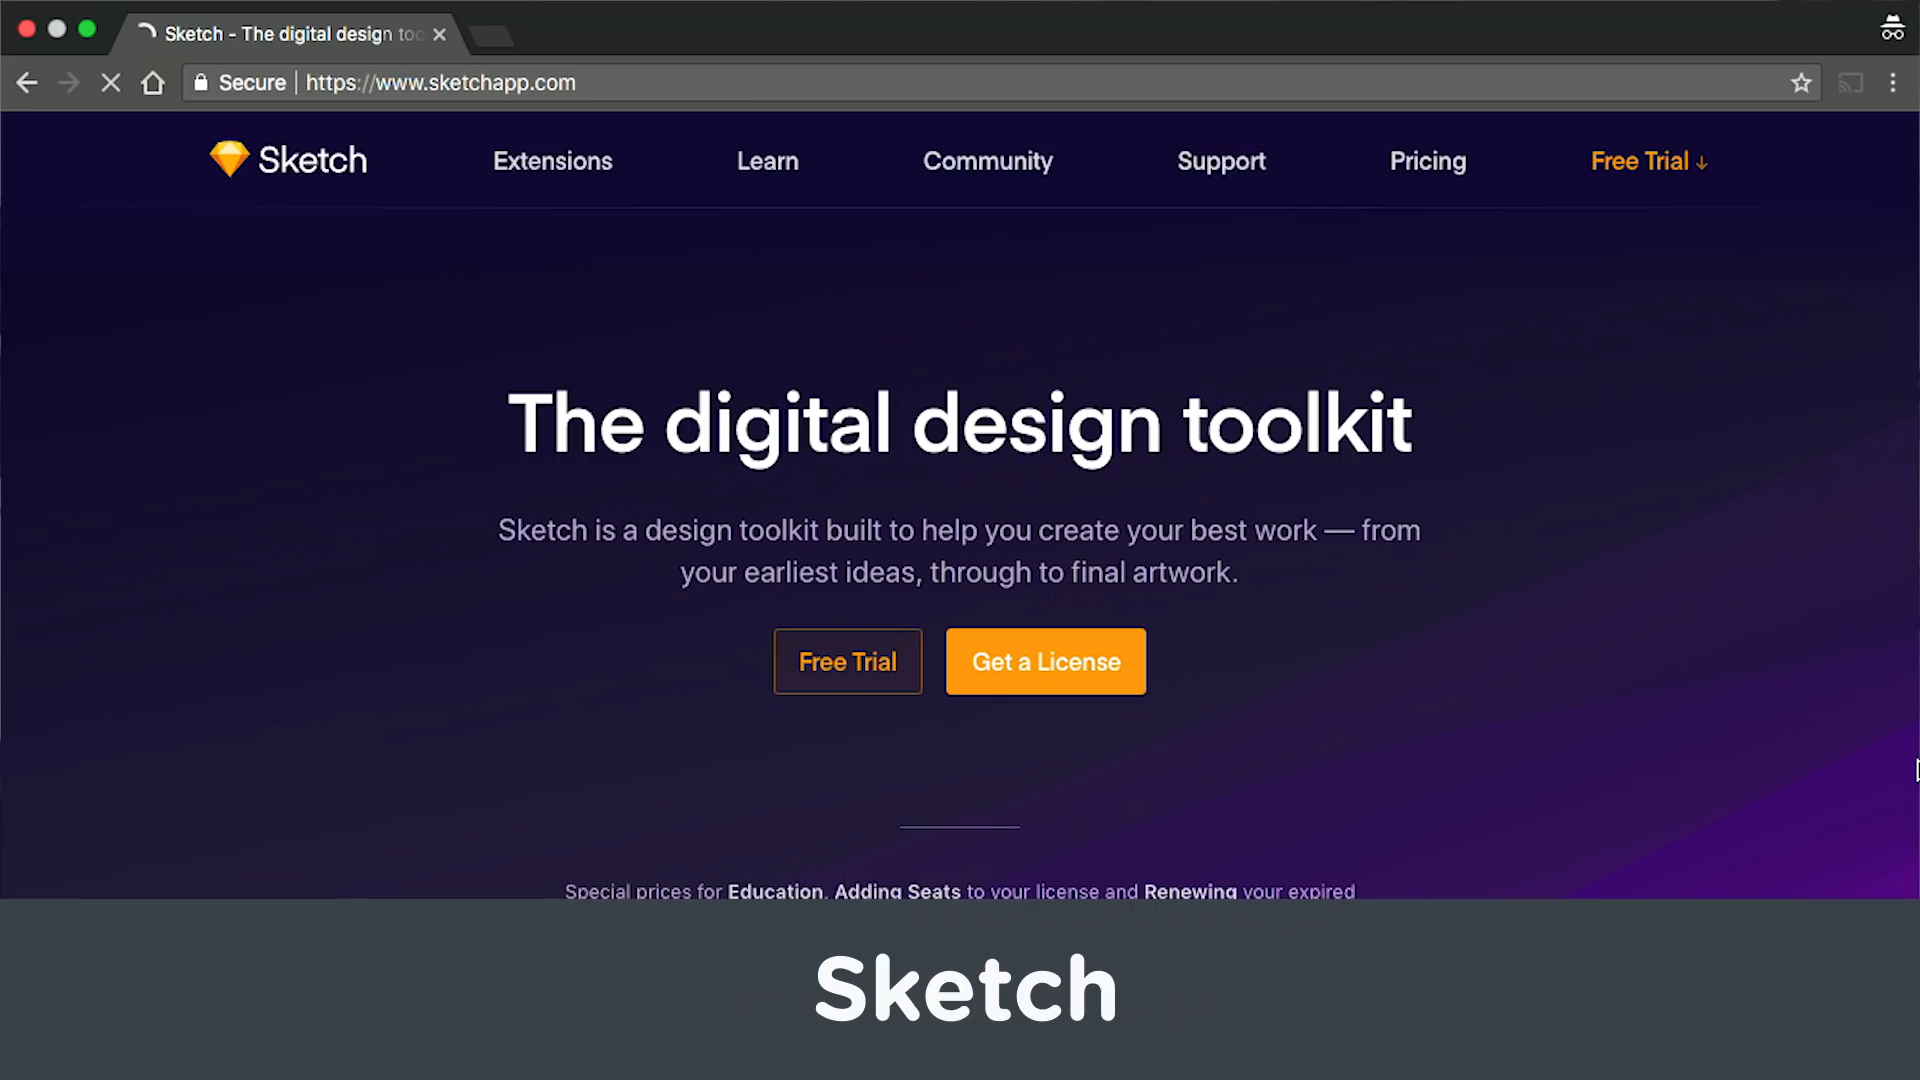 Sketch - The digital design too
Secure | https://www.sketchapp.com
Sketch
Extensions
Learn
Community
Support
Pricing
Free Trial ↓
The digital design toolkit
Sketch is a design toolkit built to help you create your best work — from
your earliest ideas, through to final artwork.
Free Trial
Get a License
Special prices for Education, Adding Seats to your license and Renewing your expired
Sketch